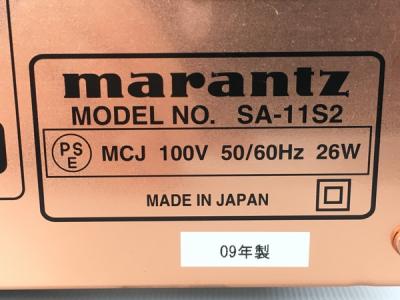 marantz
MODEL NO. SA-11S2
PS
E
MCJ 100V 50/60Hz 26W
MADE IN JAPAN
09年製